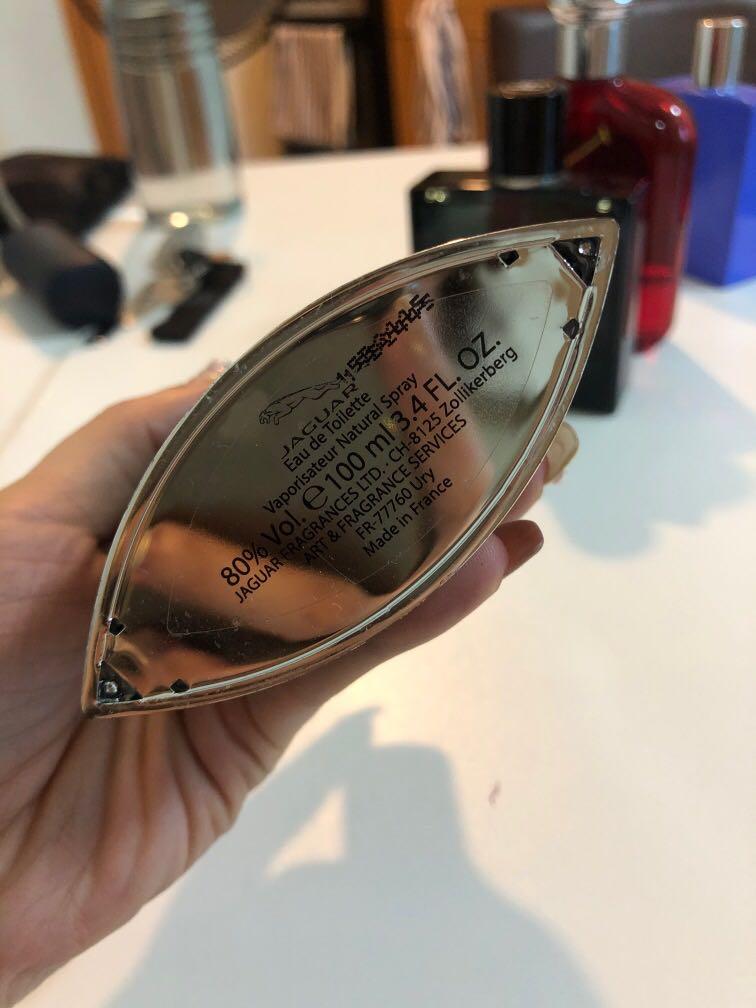 JAGUAR
Eau de Toilette
Vaporisateur Natural Spray
80% Vol. e 100 ml 3.4 FL. OZ.
JAGUAR FRAGRANCES LTD. · CH-8125 Zollikerberg
ART & FRAGRANCE SERVICES
FR-77760 Ury
Made in France